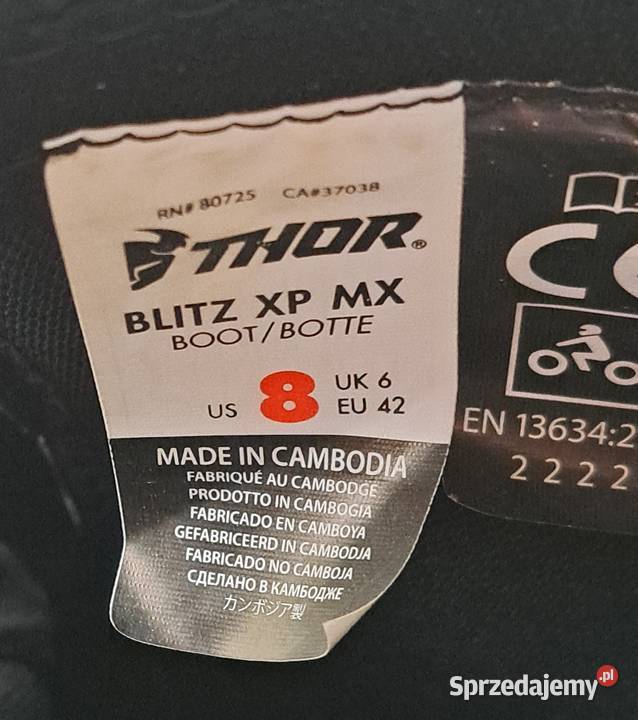 RN# 80725 CA#37038
THOR®
BLITZ XP MX
BOOT/BOTTE
US 8 UK 6
EU 42
MADE IN CAMBODIA
FABRIQUÉ AU CAMBODGE
PRODOTTO IN CAMBOGIA
FABRICADO EN CAMBOYA
GEFABRICEERD IN CAMBODJA
FABRICADO NO CAMBOJA
СДЕЛАНО В КАМБОДЖЕ
カンボジア製
CE
EN 13634:2
2 2 2 2
Sprzedajemy.pl